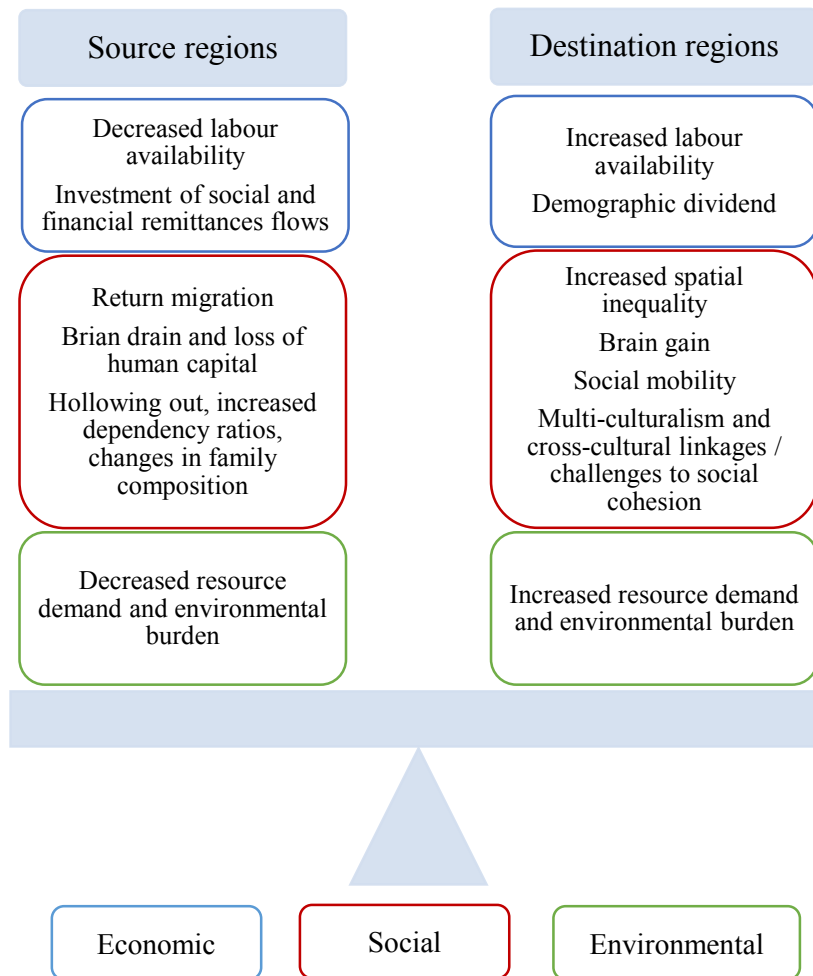 Source regions
Decreased labour
availability
Investment of social and
financial remittances flows
Return migration
Brian drain and loss of
human capital
Hollowing out, increased
dependency ratios,
changes in family
composition
Decreased resource
demand and environmental
burden
Destination regions
Increased labour
availability
Demographic dividend
Increased spatial
inequality
Brain gain
Social mobility
Multi-culturalism and
cross-cultural linkages /
challenges to social
cohesion
Increased resource demand
and environmental burden
Economic
Social
Environmental